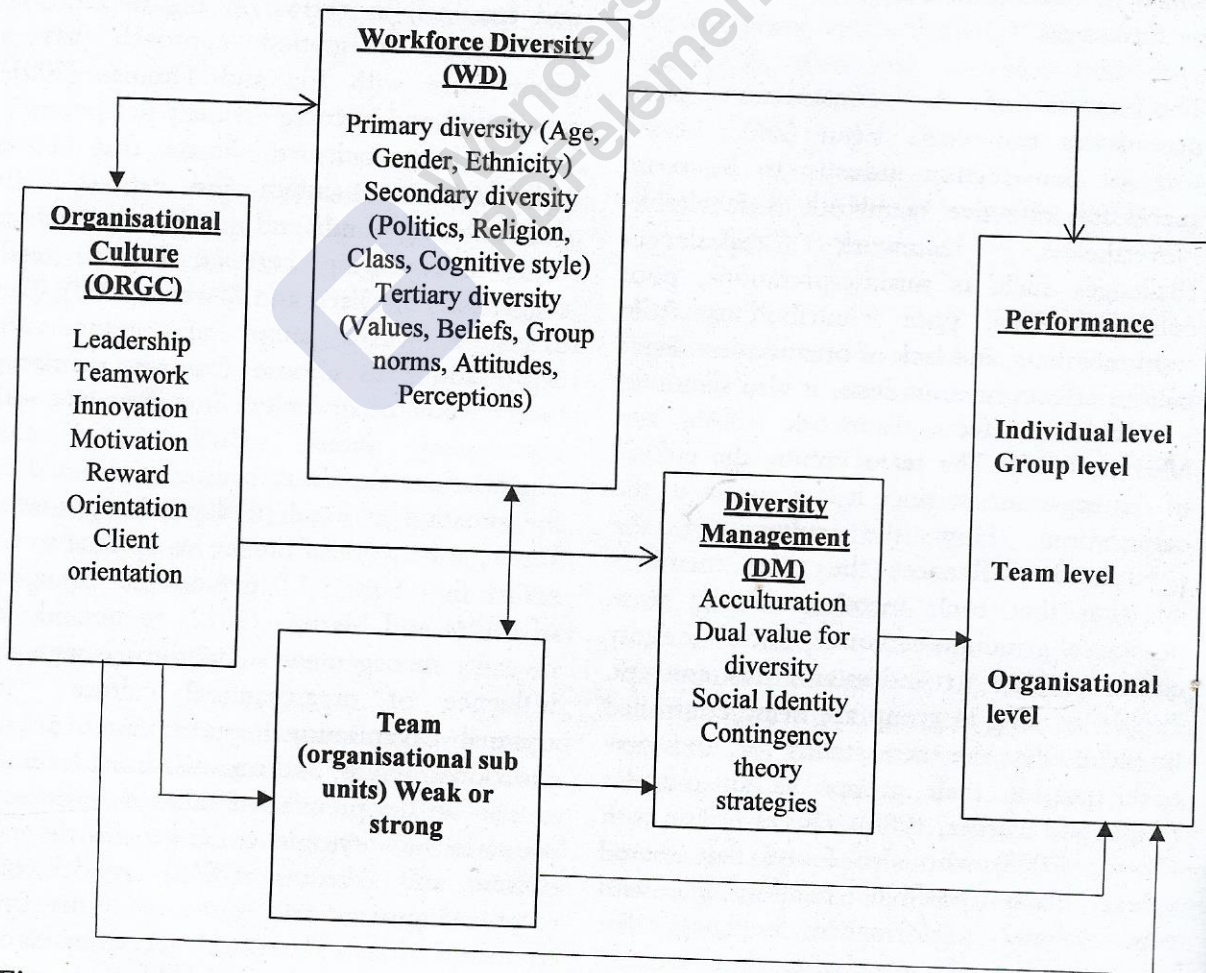 Workforce Diversity
(WD)
Primary diversity (Age,
Gender, Ethnicity)
Secondary diversity
(Politics, Religion,
Class, Cognitive style)
Tertiary diversity
(Values, Beliefs, Group
norms, Attitudes,
Perceptions)
Organisational
Culture
(ORGC)
Leadership
Teamwork
Innovation
Motivation
Reward
Orientation
Client
orientation
Team
(organisational sub
units) Weak or
strong
Diversity
Management
(DM)
Acculturation
Dual value for
diversity
Social Identity
Contingency
theory
strategies
Performance
Individual level
Group level
Team level
Organisational
level